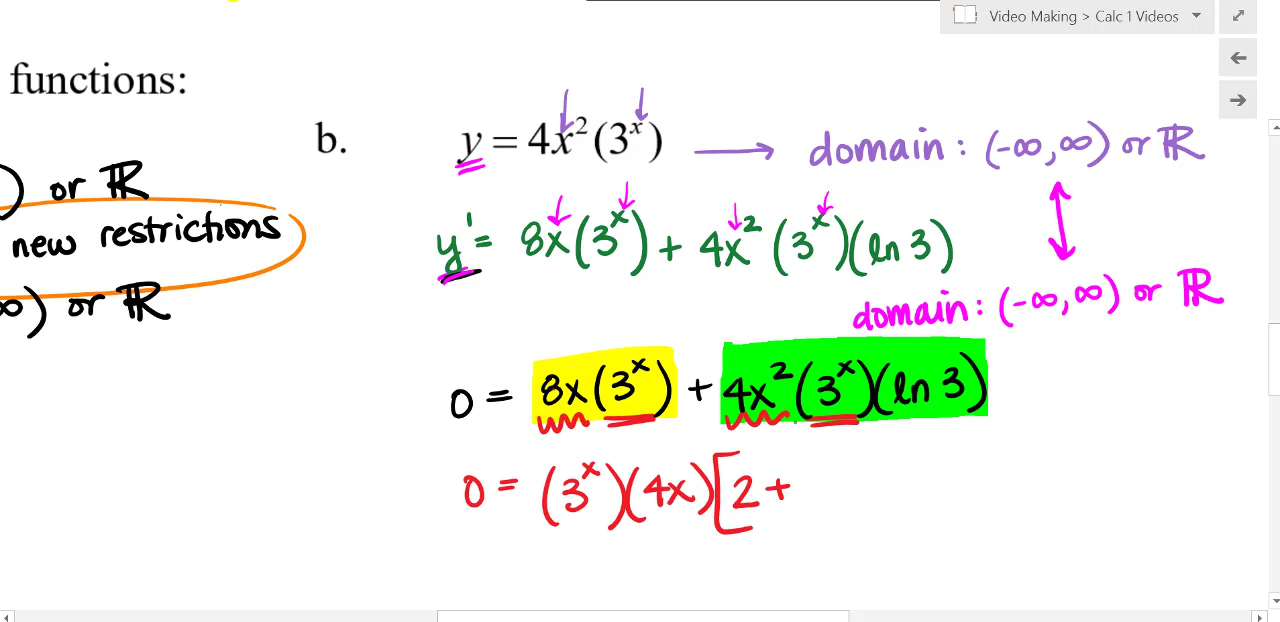 Video Making > Calc 1 Videos
functions:
b. y = 4x²(3ˣ) → domain: (-∞, ∞) or ℝ
) or ℝ
new restrictions
y' = 8x(3ˣ) + 4x²(3ˣ)(ln 3)
∞) or ℝ
domain: (-∞, ∞) or ℝ
0 = 8x(3ˣ) + 4x²(3ˣ)(ln 3)
0 = (3ˣ)(4x)[2 +